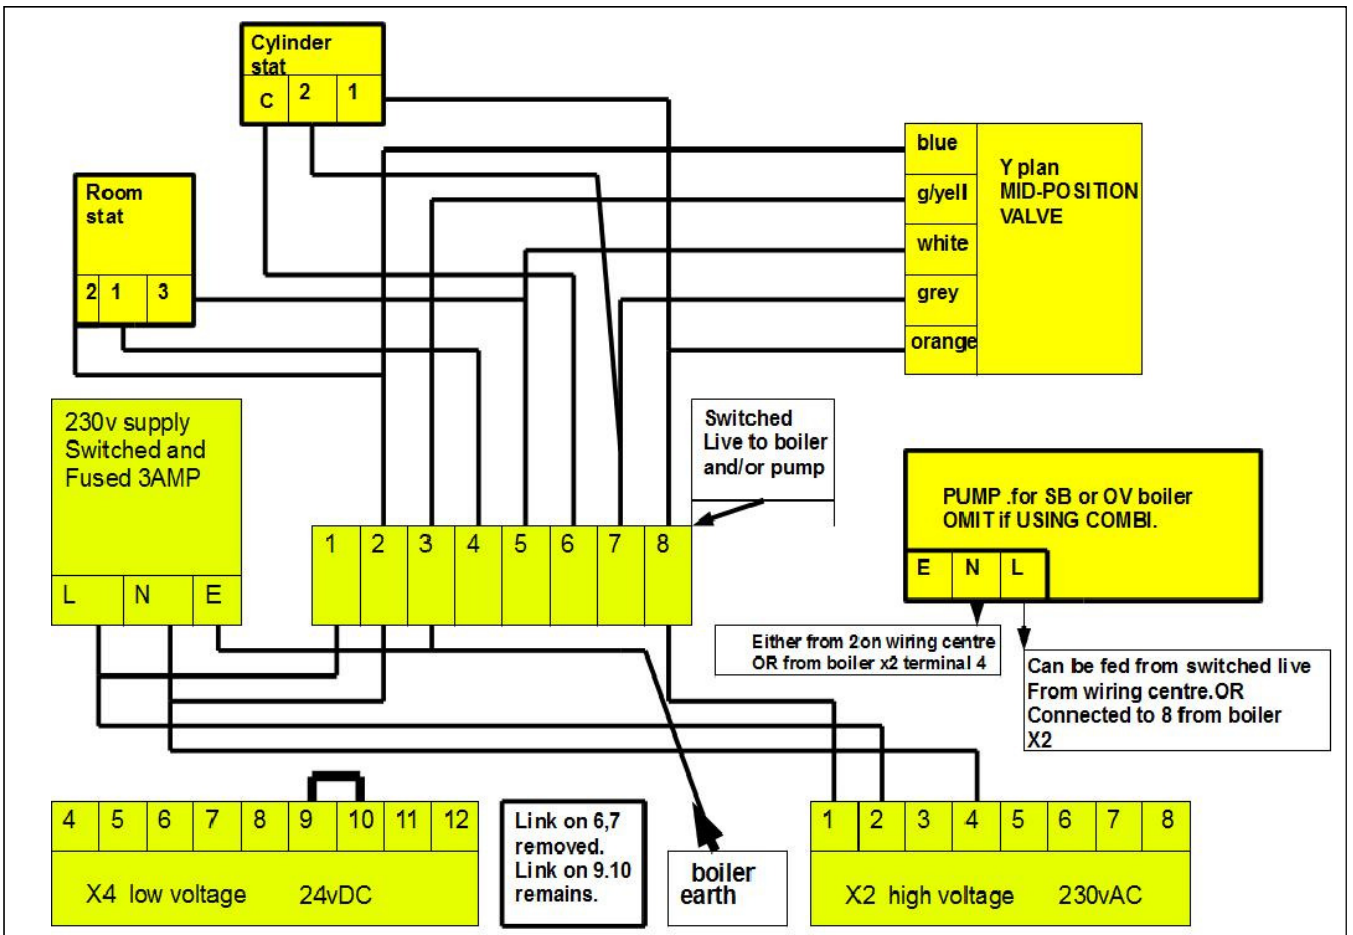 Cylinder
stat
C 2 1
Room
stat
2 1 3
blue
g/yell
white
grey
orange
Y plan
MID-POSITION
VALVE
230v supply
Switched and
Fused 3AMP
L N E
Switched
Live to boiler
and/or pump
1 2 3 4 5 6 7 8
PUMP .for SB or OV boiler
OMIT if USING COMBI.
E N L
Either from 2on wiring centre
OR from boiler x2 terminal 4
Can be fed from switched live
From wiring centre.OR
Connected to 8 from boiler
X2
4 5 6 7 8 9 10 11 12
X4 low voltage 24vDC
Link on 6,7
removed.
Link on 9.10
remains.
boiler
earth
1 2 3 4 5 6 7 8
X2 high voltage 230vAC